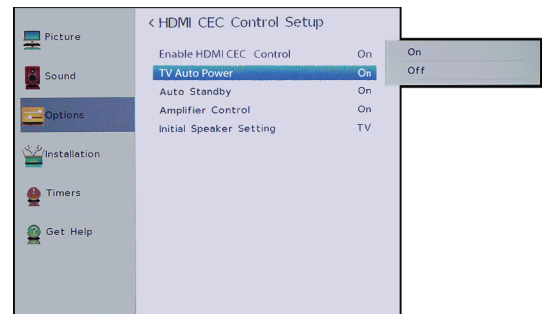 Picture
Sound
Options
Installation
Timers
Get Help
< HDMI CEC Control Setup
Enable HDMI CEC Control On
TV Auto Power On
Auto Standby On
Amplifier Control On
Initial Speaker Setting TV
On
Off